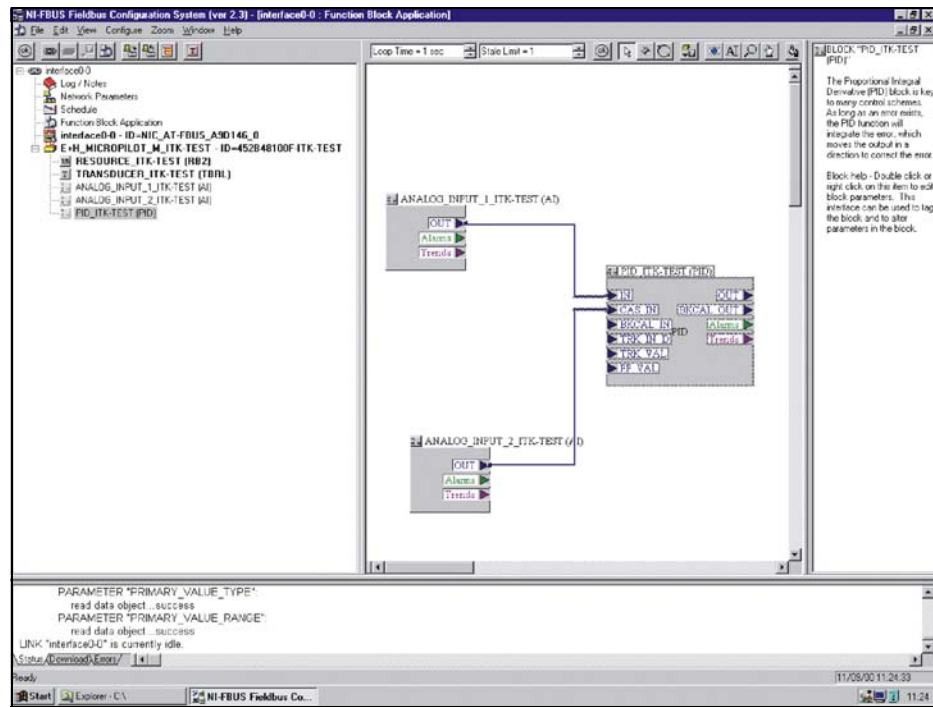 NI-FBUS Fieldbus Configuration System (ver 2.3) - [interface0-0 : Function Block Application]
File Edit View Configure Zoom Window Help
Loop Time = 1 sec
Stale Limit = 1
interface0-0
Log / Notes
Network Parameters
Schedule
Function Block Application
interface0-0 - ID=NIC_AT-FBUS_A9D146_0
E+H_MICROPILOT_M_ITK-TEST - ID=452B48100F-ITK-TEST
RESOURCE_ITK-TEST (RB2)
TRANSDUCER_ITK-TEST (TBRL)
ANALOG_INPUT_1_ITK-TEST (AI)
ANALOG_INPUT_2_ITK-TEST (AI)
PID_ITK-TEST (PID)
ANALOG_INPUT_1_ITK-TEST (AI)
OUT
Alarms
Trends
PID_ITK-TEST (PID)
IN OUT
CAS_IN BKCAL_OUT
BKCAL_IN Alarms
PID
TRK_IN_D Trends
TRK_VAL
FF_VAL
ANALOG_INPUT_2_ITK-TEST (AI)
OUT
Alarms
Trends
BLOCK "PID_ITK-TEST
(PID)"
The Proportional Integral
Derivative (PID) block is key
to many control schemes.
As long as an error exists,
the PID function will
integrate the error, which
moves the output in a
direction to correct the error.
Block help - Double click or
right click on this item to edit
block parameters. This
interface can be used to tag
the block and to alter
parameters in the block.
PARAMETER "PRIMARY_VALUE_TYPE":
read data object...success
PARAMETER "PRIMARY_VALUE_RANGE":
read data object...success
LINK "interface0-0" is currently idle.
Status Download Errors
Ready
11/09/00 11:24:33
Start Explorer - C:\ NI-FBUS Fieldbus Co... 11:24